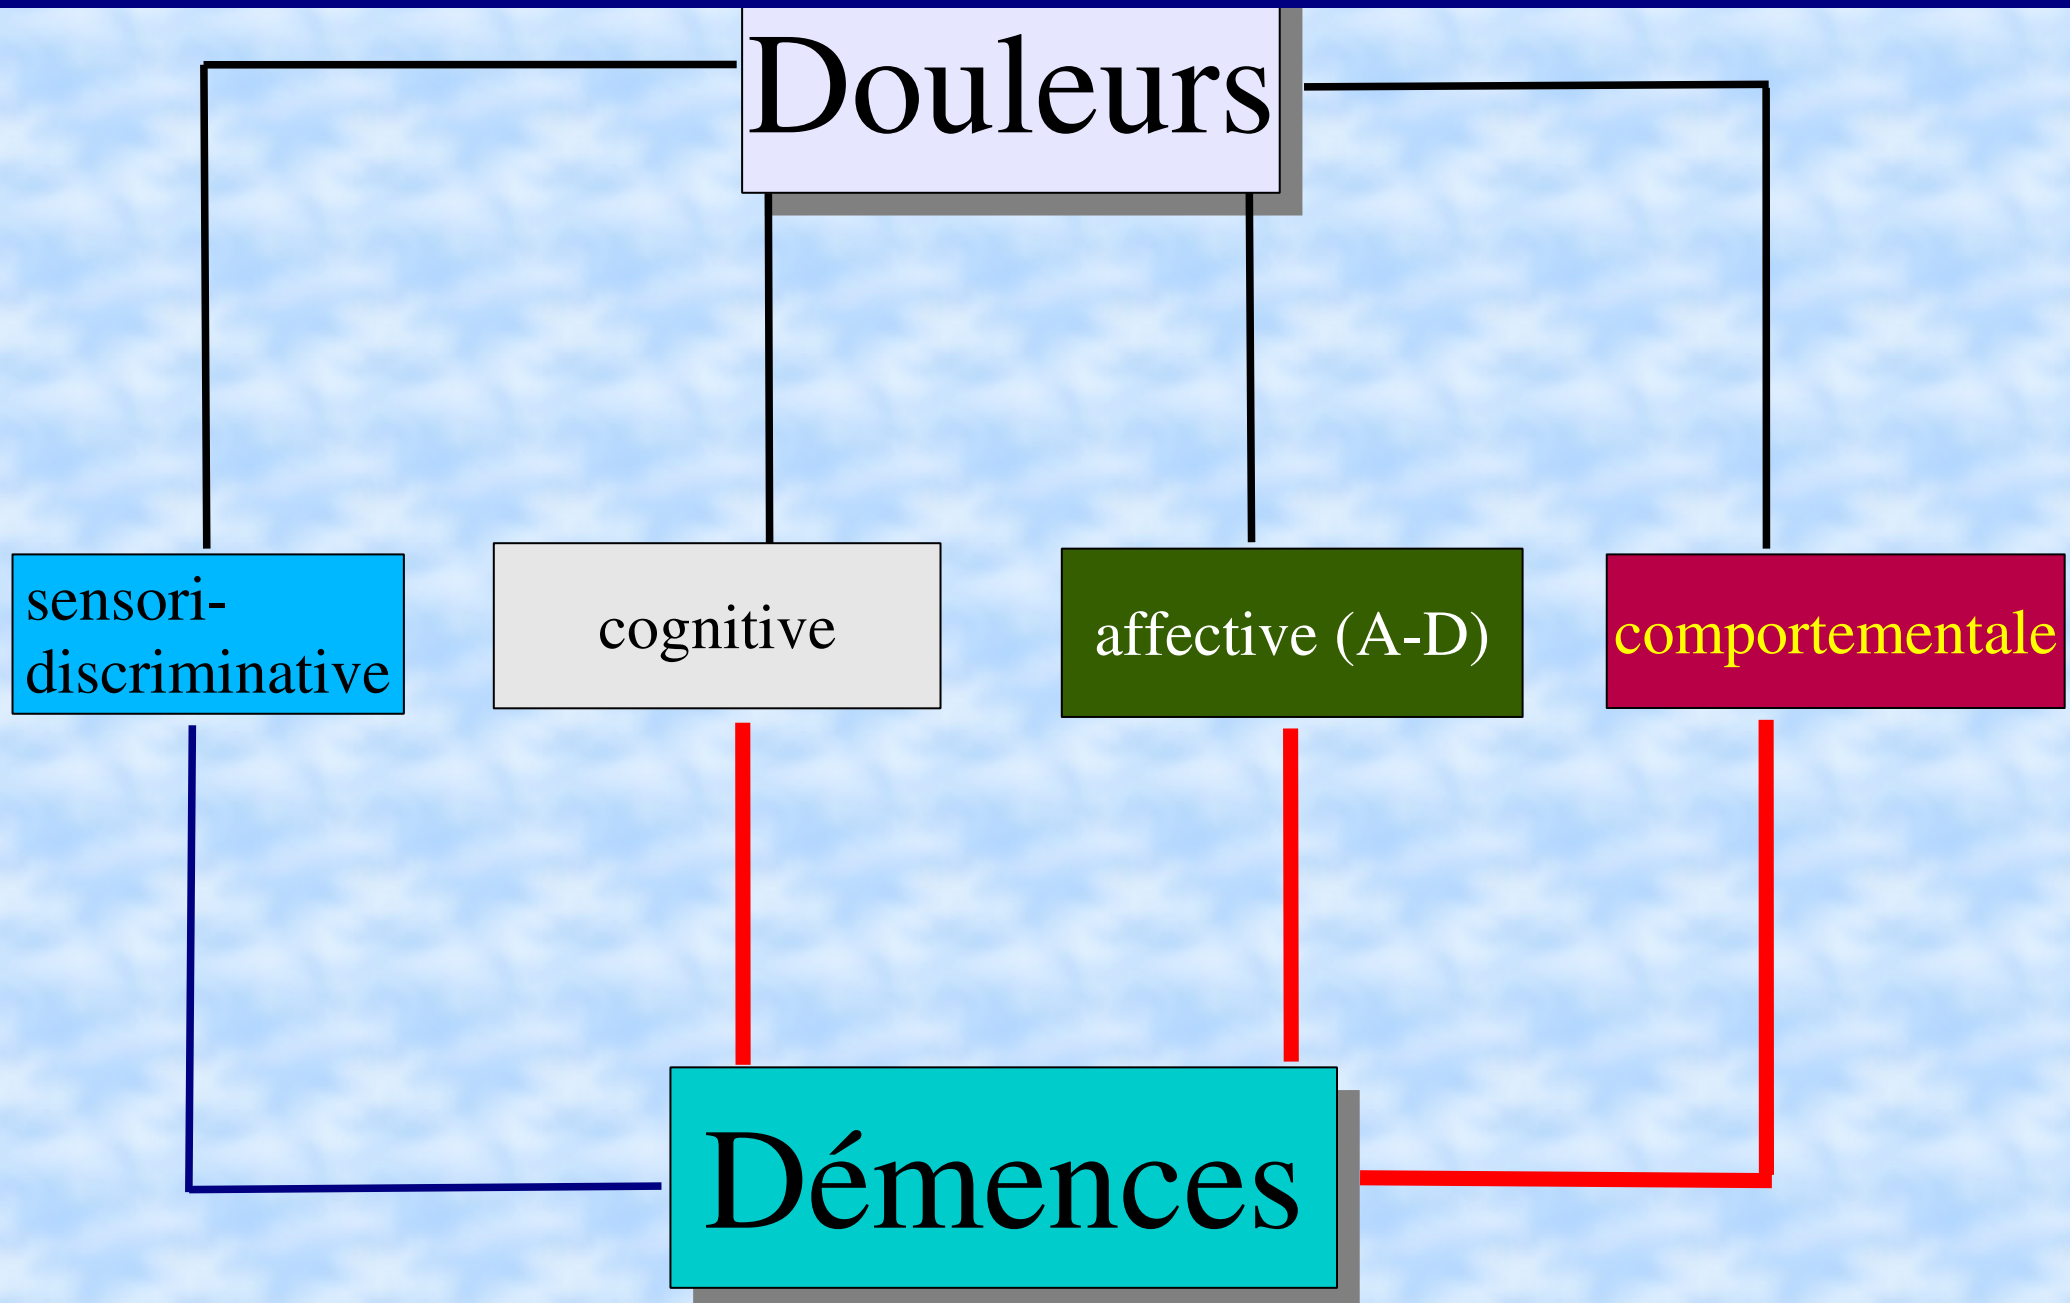 Douleurs
sensori-
discriminative
cognitive
affective (A-D)
comportementale
Démences